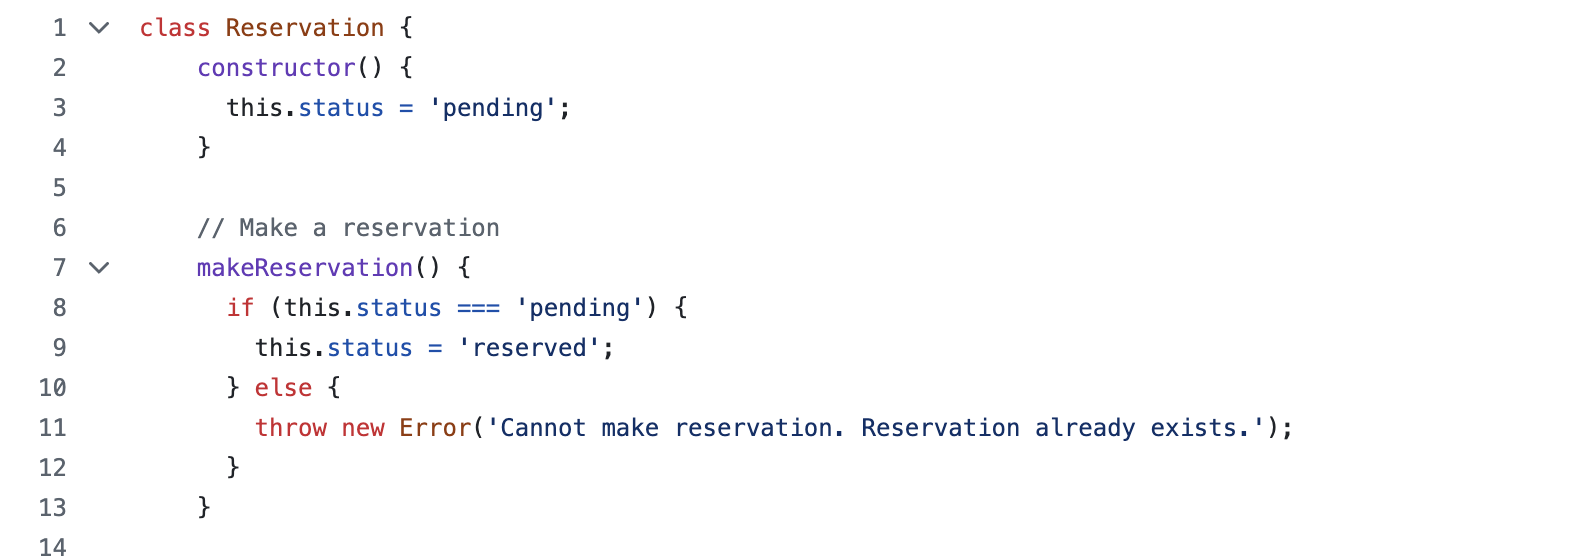 1 class Reservation {
2 constructor() {
3 this.status = 'pending';
4 }
5
6 // Make a reservation
7 makeReservation() {
8 if (this.status === 'pending') {
9 this.status = 'reserved';
10 } else {
11 throw new Error('Cannot make reservation. Reservation already exists.');
12 }
13 }
14